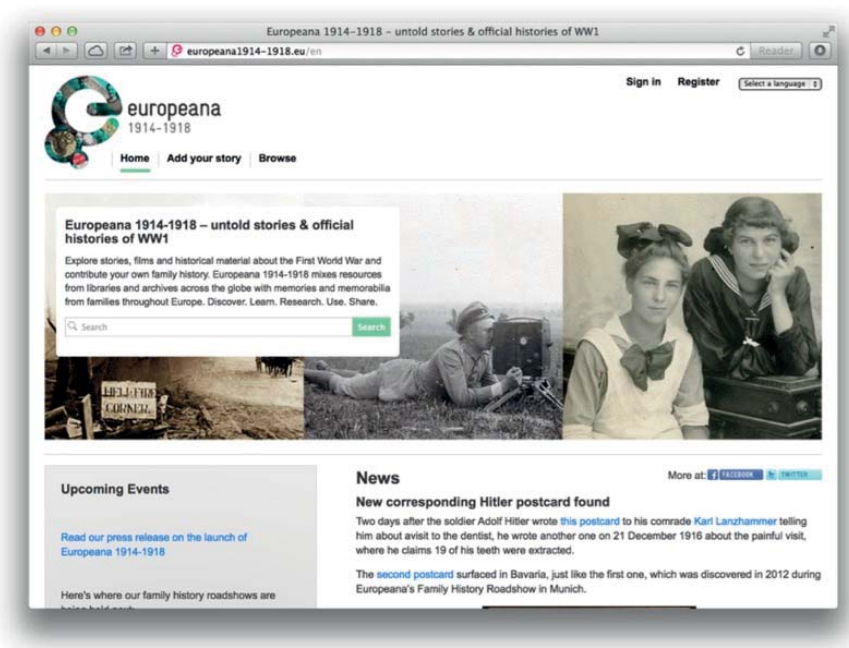 Europeana 1914-1918 – untold stories & official histories of WW1
europeana1914-1918.eu/en
Reader
Sign in Register Select a language
europeana
1914-1918
Home Add your story Browse
Europeana 1914-1918 – untold stories & official
histories of WW1
Explore stories, films and historical material about the First World War and
contribute your own family history. Europeana 1914-1918 mixes resources
from libraries and archives across the globe with memories and memorabilia
from families throughout Europe. Discover. Learn. Research. Use. Share.
Search Search
HELL FIRE
CORNER.
Upcoming Events
Read our press release on the launch of
Europeana 1914-1918
Here's where our family history roadshows are
being held next:
News
More at: FACEBOOK TWITTER
New corresponding Hitler postcard found
Two days after the soldier Adolf Hitler wrote this postcard to his comrade Karl Lanzhammer telling
him about avisit to the dentist, he wrote another one on 21 December 1916 about the painful visit,
where he claims 19 of his teeth were extracted.
The second postcard surfaced in Bavaria, just like the first one, which was discovered in 2012 during
Europeana's Family History Roadshow in Munich.